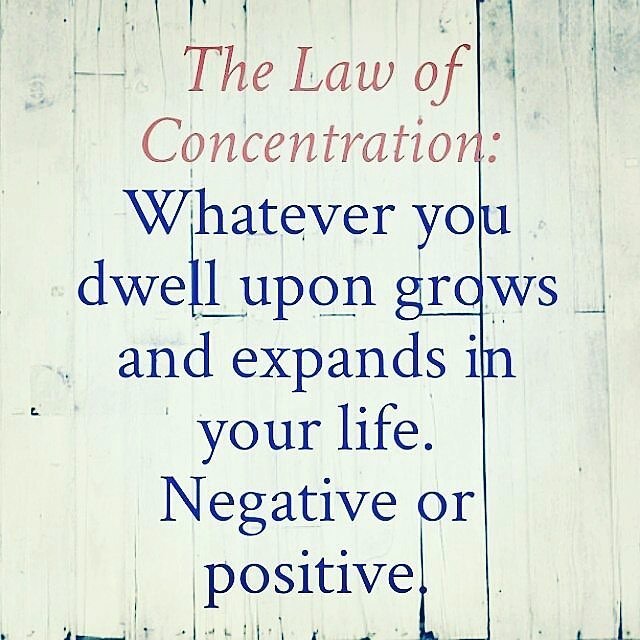 The Law of
Concentration:
Whatever you
dwell upon grows
and expands in
your life.
Negative or
positive.